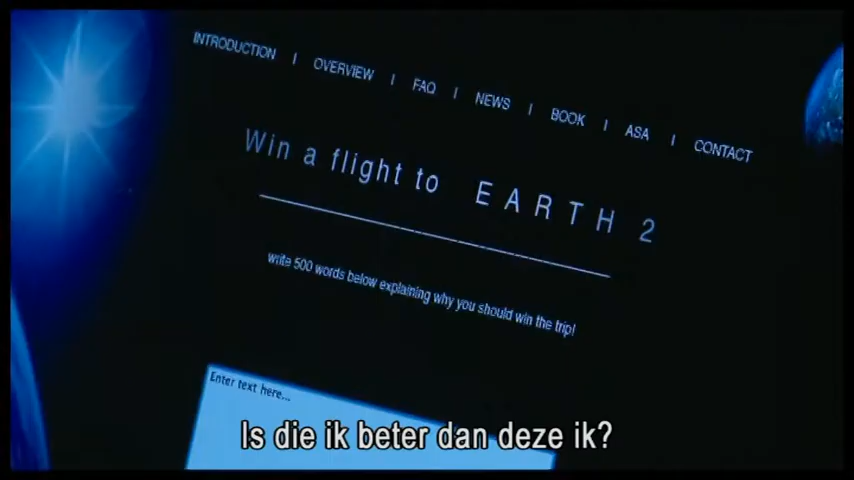 INTRODUCTION | OVERVIEW | FAQ | NEWS | BOOK | ASA | CONTACT
Win a flight to EARTH 2
write 500 words below explaining why you should win the trip!
Enter text here...
Is die ik beter dan deze ik?